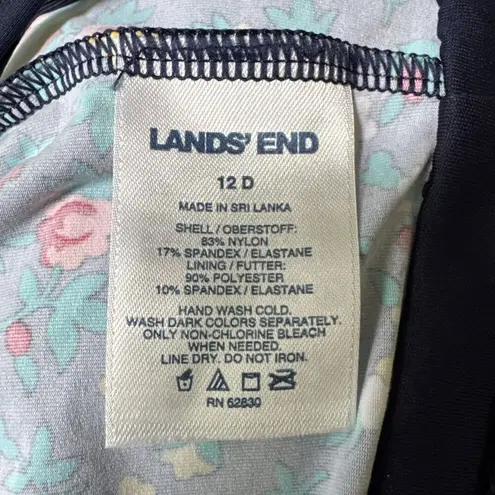 LANDS' END
12 D
MADE IN SRI LANKA
SHELL / OBERSTOFF:
83% NYLON
17% SPANDEX / ELASTANE
LINING / FUTTER:
90% POLYESTER
10% SPANDEX / ELASTANE
HAND WASH COLD.
WASH DARK COLORS SEPARATELY.
ONLY NON-CHLORINE BLEACH
WHEN NEEDED.
LINE DRY. DO NOT IRON.
RN 62830